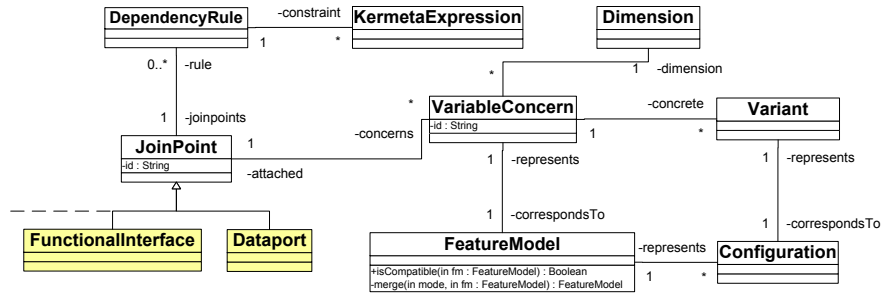 DependencyRule
-constraint
KermetaExpression
Dimension
1
*
0..*
-rule
*
1
-dimension
1
-joinpoints
*
VariableConcern
-id : String
-concrete
Variant
-concerns
1
*
JoinPoint
-id : String
1
-attached
1
-represents
1
-represents
1
-correspondsTo
1
-correspondsTo
FunctionalInterface
Dataport
FeatureModel
+isCompatible(in fm : FeatureModel) : Boolean
-merge(in mode, in fm : FeatureModel) : FeatureModel
-represents
1
*
Configuration